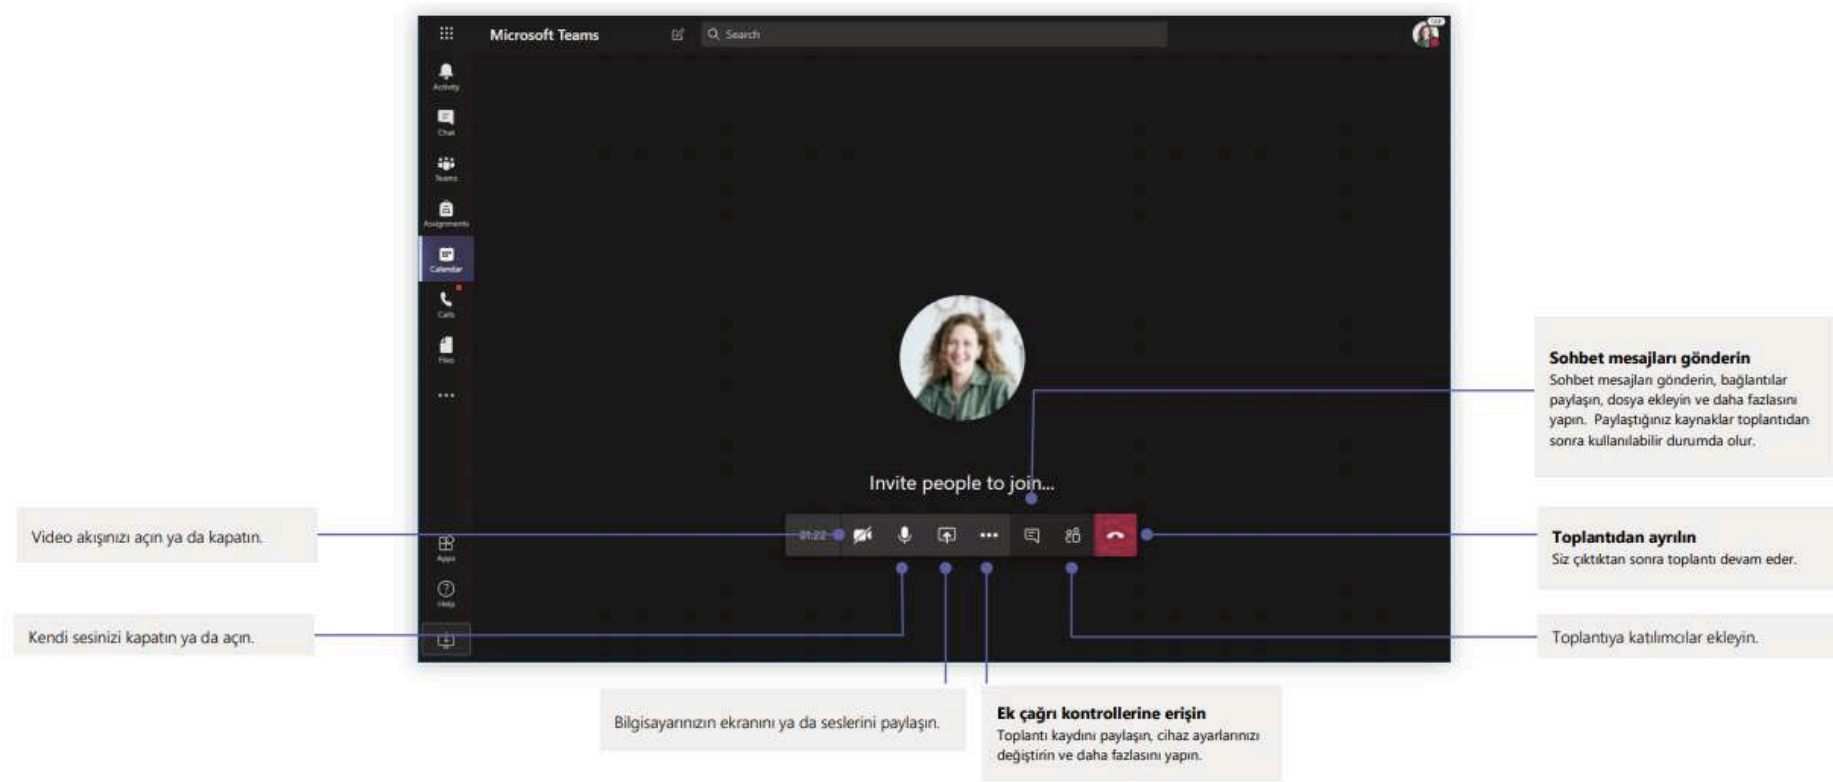 Microsoft Teams
Search
Activity
Chat
Teams
Assignments
Calendar
Calls
Files
Apps
Help
Invite people to join...
01:22
Video akışınızı açın ya da kapatın.
Kendi sesinizi kapatın ya da açın.
Bilgisayarınızın ekranını ya da seslerini paylaşın.
Ek çağrı kontrollerine erişin
Toplantı kaydını paylaşın, cihaz ayarlarınızı
değiştirin ve daha fazlasını yapın.
Sohbet mesajları gönderin
Sohbet mesajları gönderin, bağlantılar
paylaşın, dosya ekleyin ve daha fazlasını
yapın. Paylaştığınız kaynaklar toplantıdan
sonra kullanılabilir durumda olur.
Toplantıdan ayrılın
Siz çıktıktan sonra toplantı devam eder.
Toplantıya katılımcılar ekleyin.